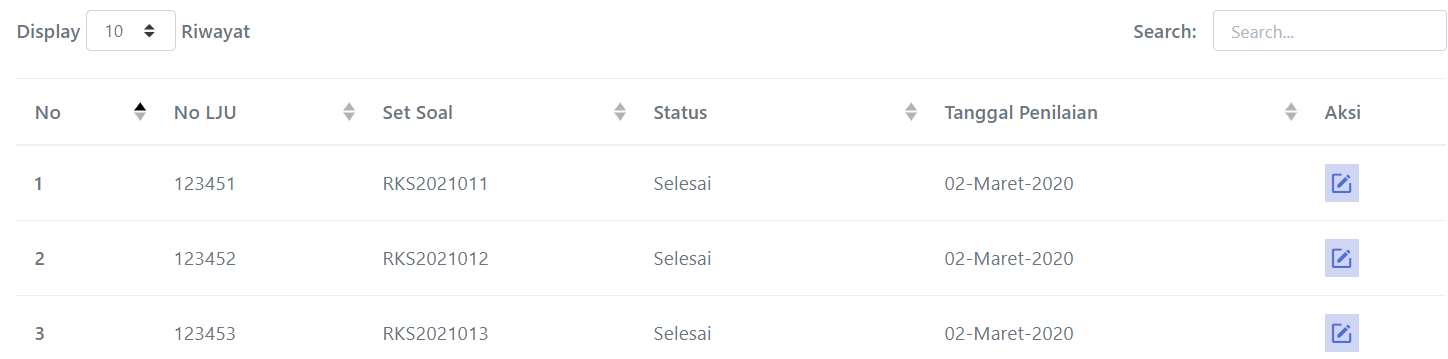 Display 10 Riwayat Search: Search...
No No LJU Set Soal Status Tanggal Penilaian Aksi
1 123451 RKS2021011 Selesai 02-Maret-2020
2 123452 RKS2021012 Selesai 02-Maret-2020
3 123453 RKS2021013 Selesai 02-Maret-2020